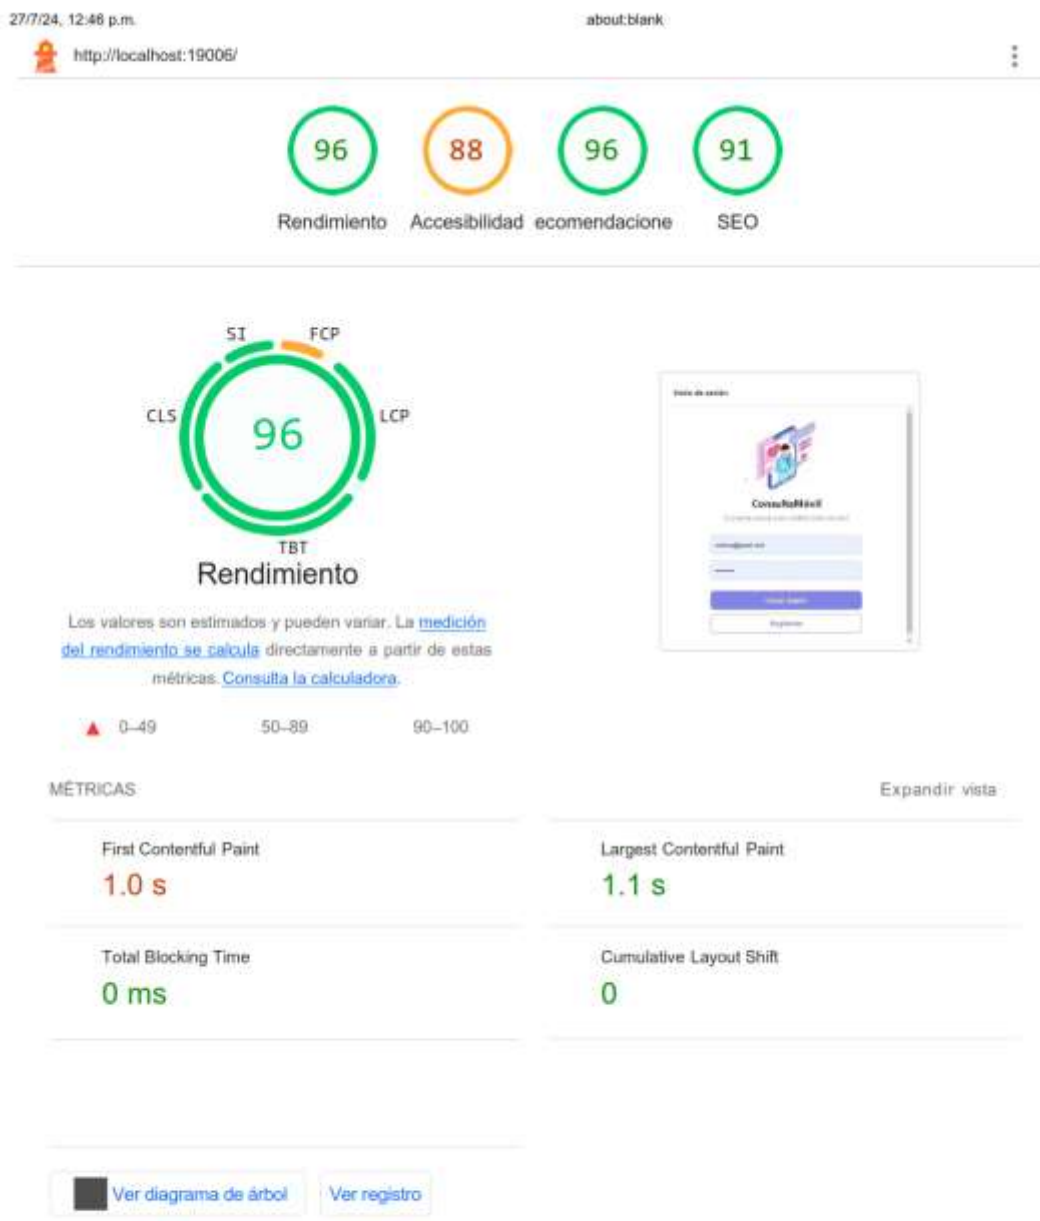 27/7/24, 12:46 p.m.
about:blank
http://localhost:19006/
96
88
96
91
Rendimiento
Accesibilidad
ecomendacione
SEO
SI
FCP
CLS
LCP
96
TBT
Rendimiento
Los valores son estimados y pueden variar. La medición
del rendimiento se calcula directamente a partir de estas
métricas. Consulta la calculadora.
0–49
50–89
90–100
Inicio de sesión
ConsultaMóvil
MÉTRICAS
Expandir vista
First Contentful Paint
1.0 s
Largest Contentful Paint
1.1 s
Total Blocking Time
0 ms
Cumulative Layout Shift
0
Ver diagrama de árbol
Ver registro